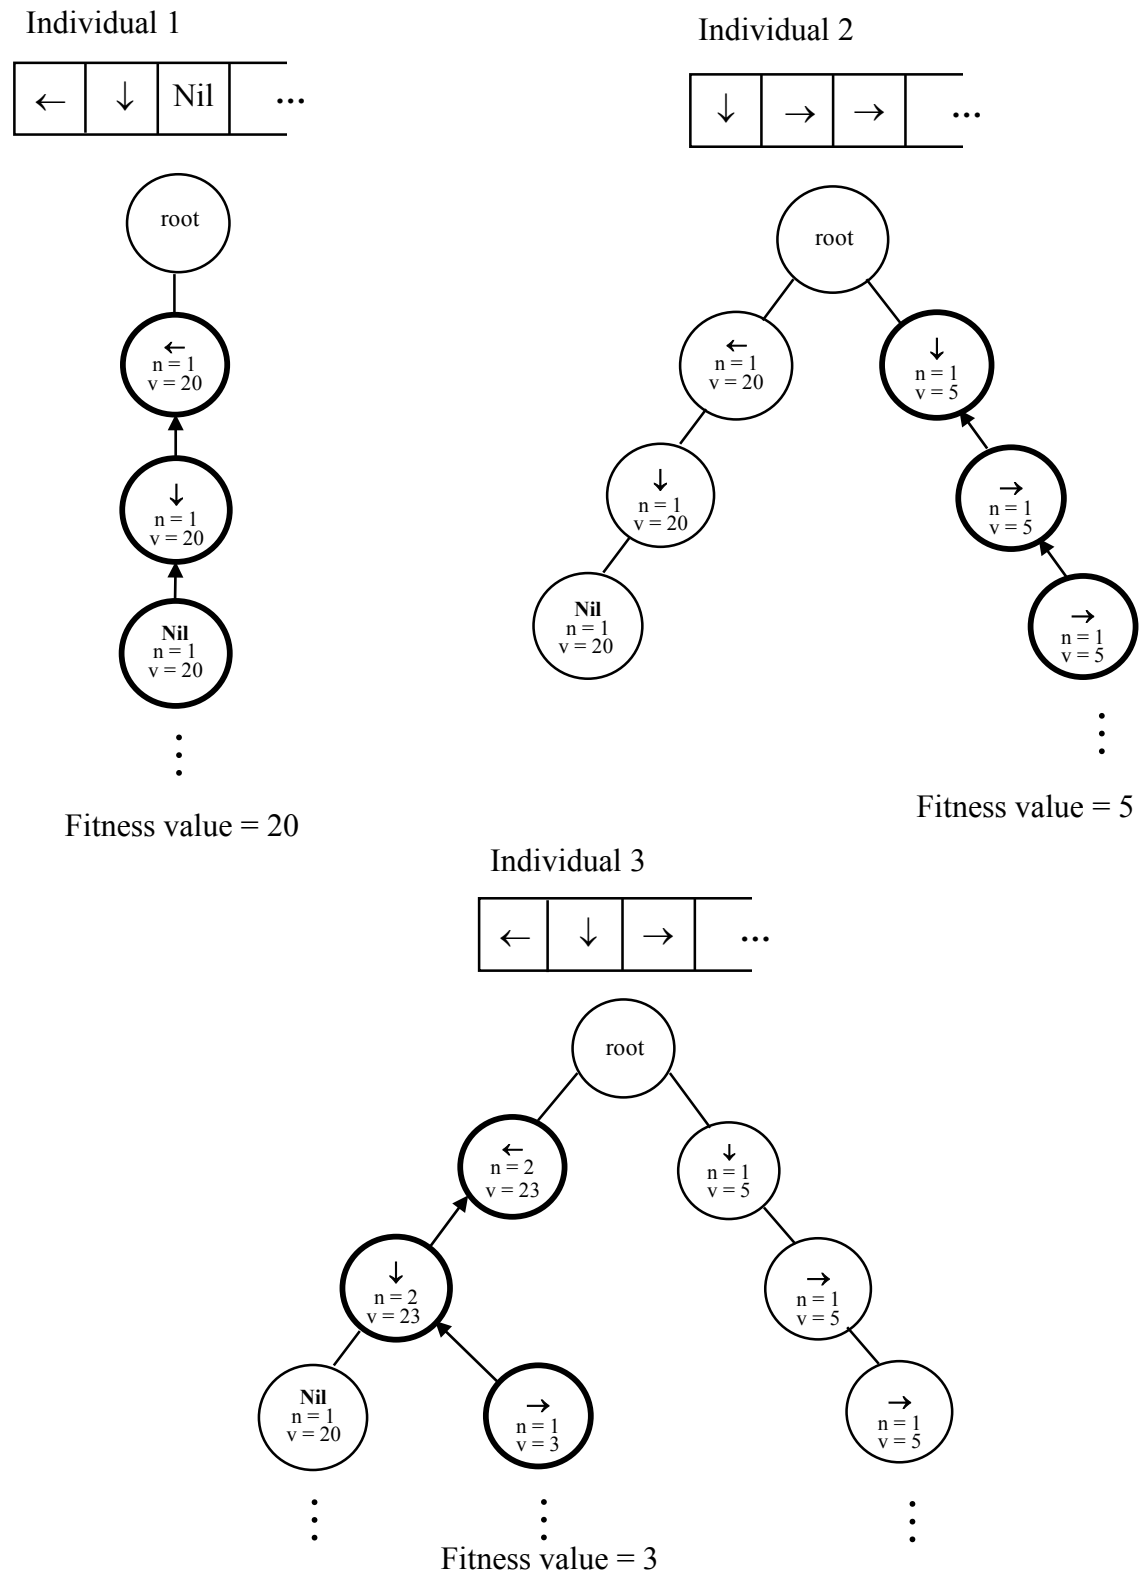 Individual 1
← ↓ Nil ...
root
←
n = 1
v = 20
↓
n = 1
v = 20
Nil
n = 1
v = 20
Fitness value = 20
Individual 2
↓ → → ...
root
←
n = 1
v = 20
↓
n = 1
v = 5
↓
n = 1
v = 20
→
n = 1
v = 5
Nil
n = 1
v = 20
→
n = 1
v = 5
Fitness value = 5
Individual 3
← ↓ → ...
root
←
n = 2
v = 23
↓
n = 1
v = 5
↓
n = 2
v = 23
→
n = 1
v = 5
Nil
n = 1
v = 20
→
n = 1
v = 3
→
n = 1
v = 5
Fitness value = 3